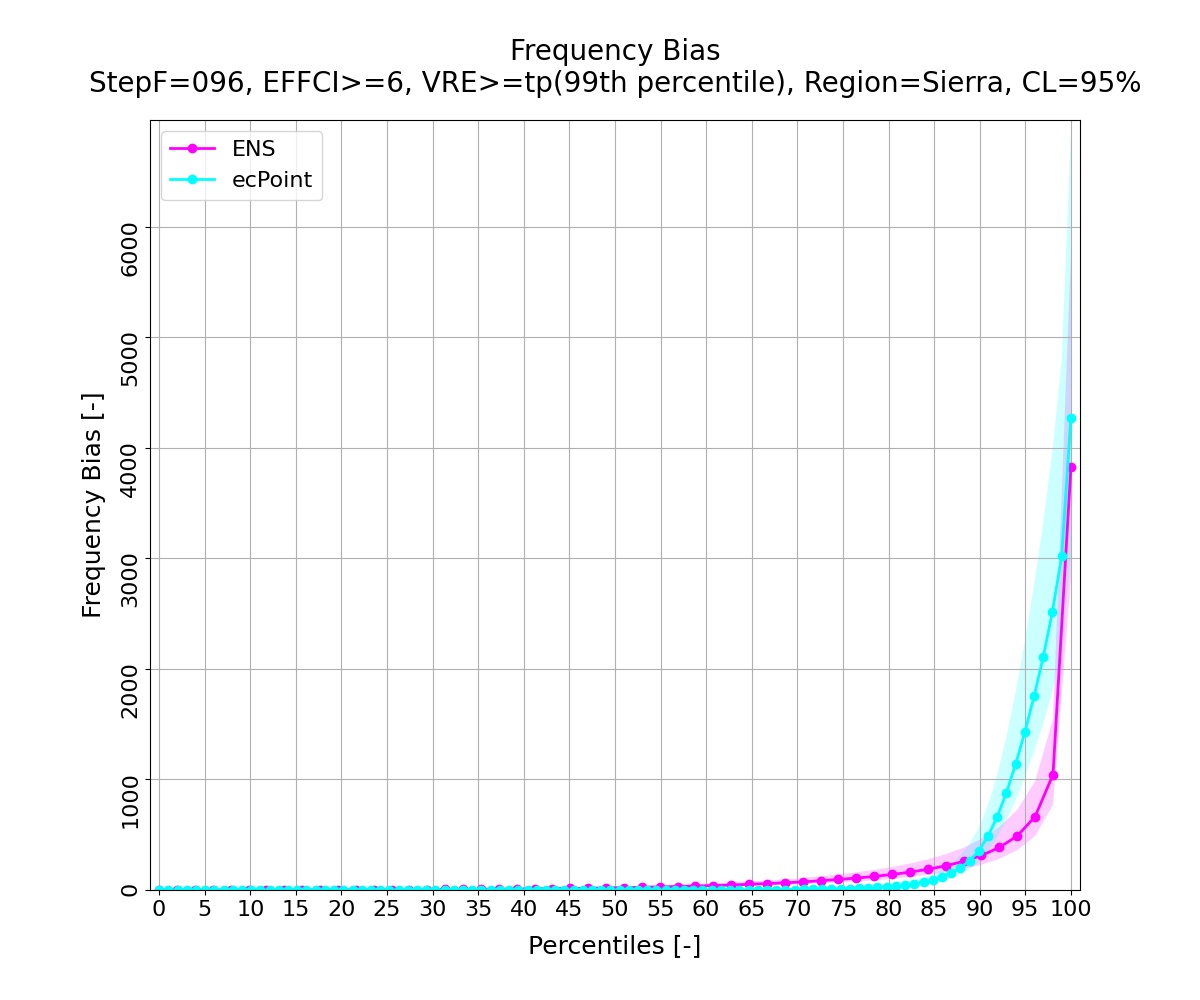 Frequency Bias
StepF=096, EFFCI>=6, VRE>=tp(99th percentile), Region=Sierra, CL=95%
ENS
ecPoint
Frequency Bias [-]
6000
5000
4000
3000
2000
1000
0
0 5 10 15 20 25 30 35 40 45 50 55 60 65 70 75 80 85 90 95 100
Percentiles [-]